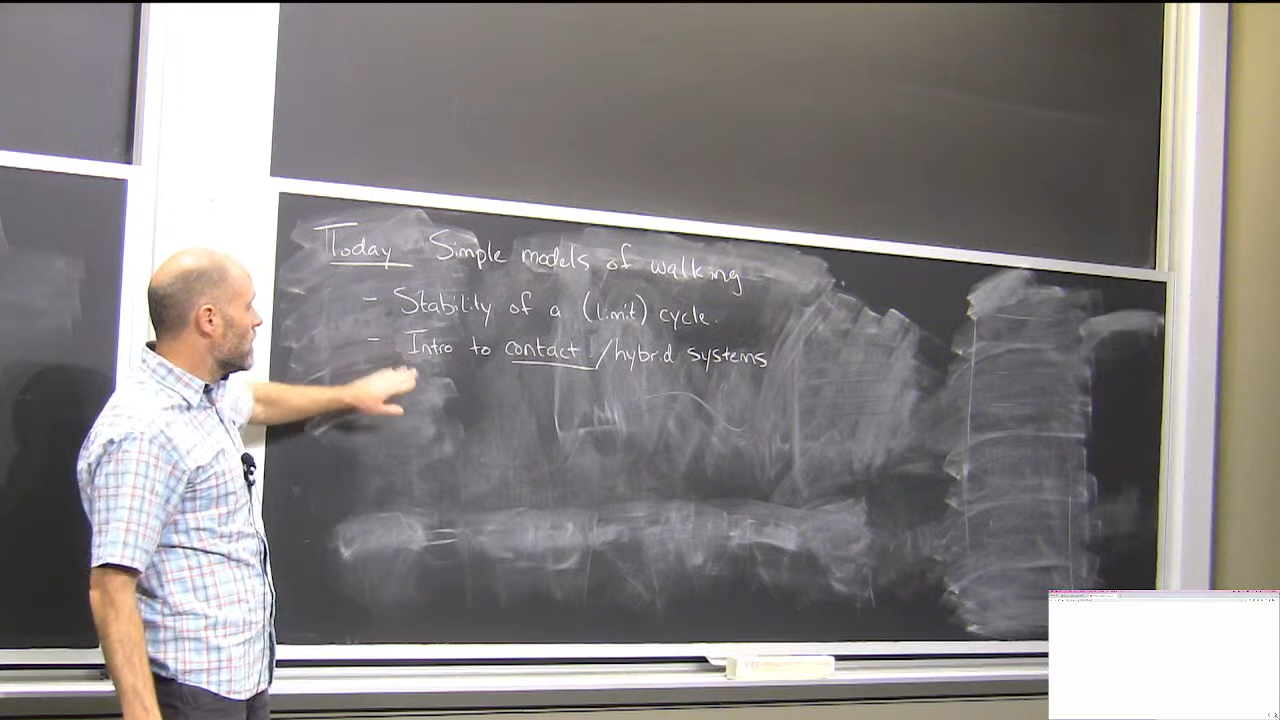 Today Simple models of walking
- Stability of a (limit) cycle.
- Intro to contact /hybrid systems